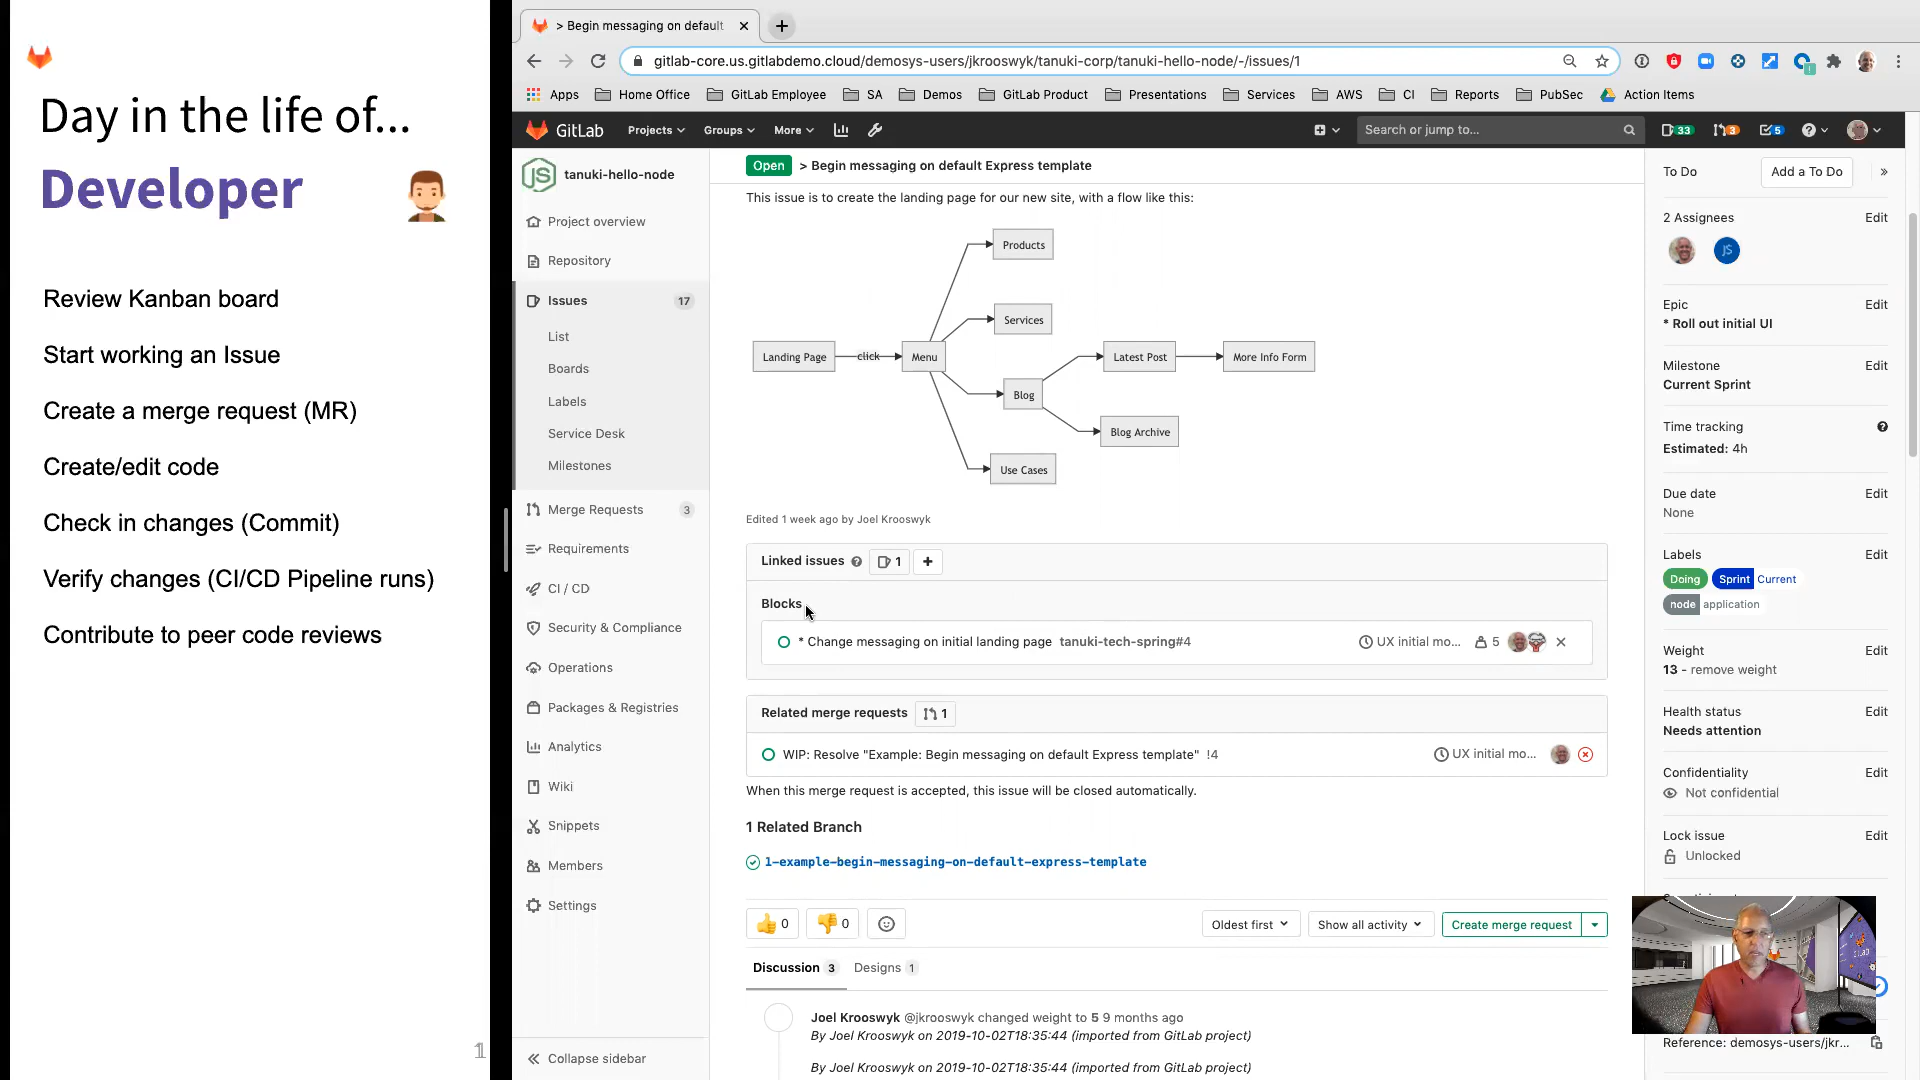 Day in the life of...
Developer
Review Kanban board
Start working an Issue
Create a merge request (MR)
Create/edit code
Check in changes (Commit)
Verify changes (CI/CD Pipeline runs)
Contribute to peer code reviews
1
> Begin messaging on default
gitlab-core.us.gitlabdemo.cloud/demosys-users/jkrooswyk/tanuki-corp/tanuki-hello-node/-/issues/1
Apps Home Office GitLab Employee SA Demos GitLab Product Presentations Services AWS CI Reports PubSec Action Items
GitLab Projects Groups More Search or jump to... 33 3 5
tanuki-hello-node
Project overview
Repository
Issues 17
List
Boards
Labels
Service Desk
Milestones
Merge Requests 3
Requirements
CI / CD
Security & Compliance
Operations
Packages & Registries
Analytics
Wiki
Snippets
Members
Settings
Collapse sidebar
Open > Begin messaging on default Express template
This issue is to create the landing page for our new site, with a flow like this:
Products
Services
Landing Page click Menu Latest Post More Info Form
Blog
Blog Archive
Use Cases
Edited 1 week ago by Joel Krooswyk
Linked issues 1
Blocks
* Change messaging on initial landing page tanuki-tech-spring#4 UX initial mo... 5
Related merge requests 1
WIP: Resolve "Example: Begin messaging on default Express template" !4 UX initial mo...
When this merge request is accepted, this issue will be closed automatically.
1 Related Branch
1-example-begin-messaging-on-default-express-template
0 0 Oldest first Show all activity Create merge request
Discussion 3 Designs 1
Joel Krooswyk @jkrooswyk changed weight to 5 9 months ago
By Joel Krooswyk on 2019-10-02T18:35:44 (imported from GitLab project)
By Joel Krooswyk on 2019-10-02T18:35:44 (imported from GitLab project)
To Do Add a To Do
2 Assignees Edit
JS
Epic Edit
* Roll out initial UI
Milestone Edit
Current Sprint
Time tracking
Estimated: 4h
Due date Edit
None
Labels Edit
Doing Sprint Current
node application
Weight Edit
13 - remove weight
Health status Edit
Needs attention
Confidentiality Edit
Not confidential
Lock issue Edit
Unlocked
Reference: demosys-users/jkr...